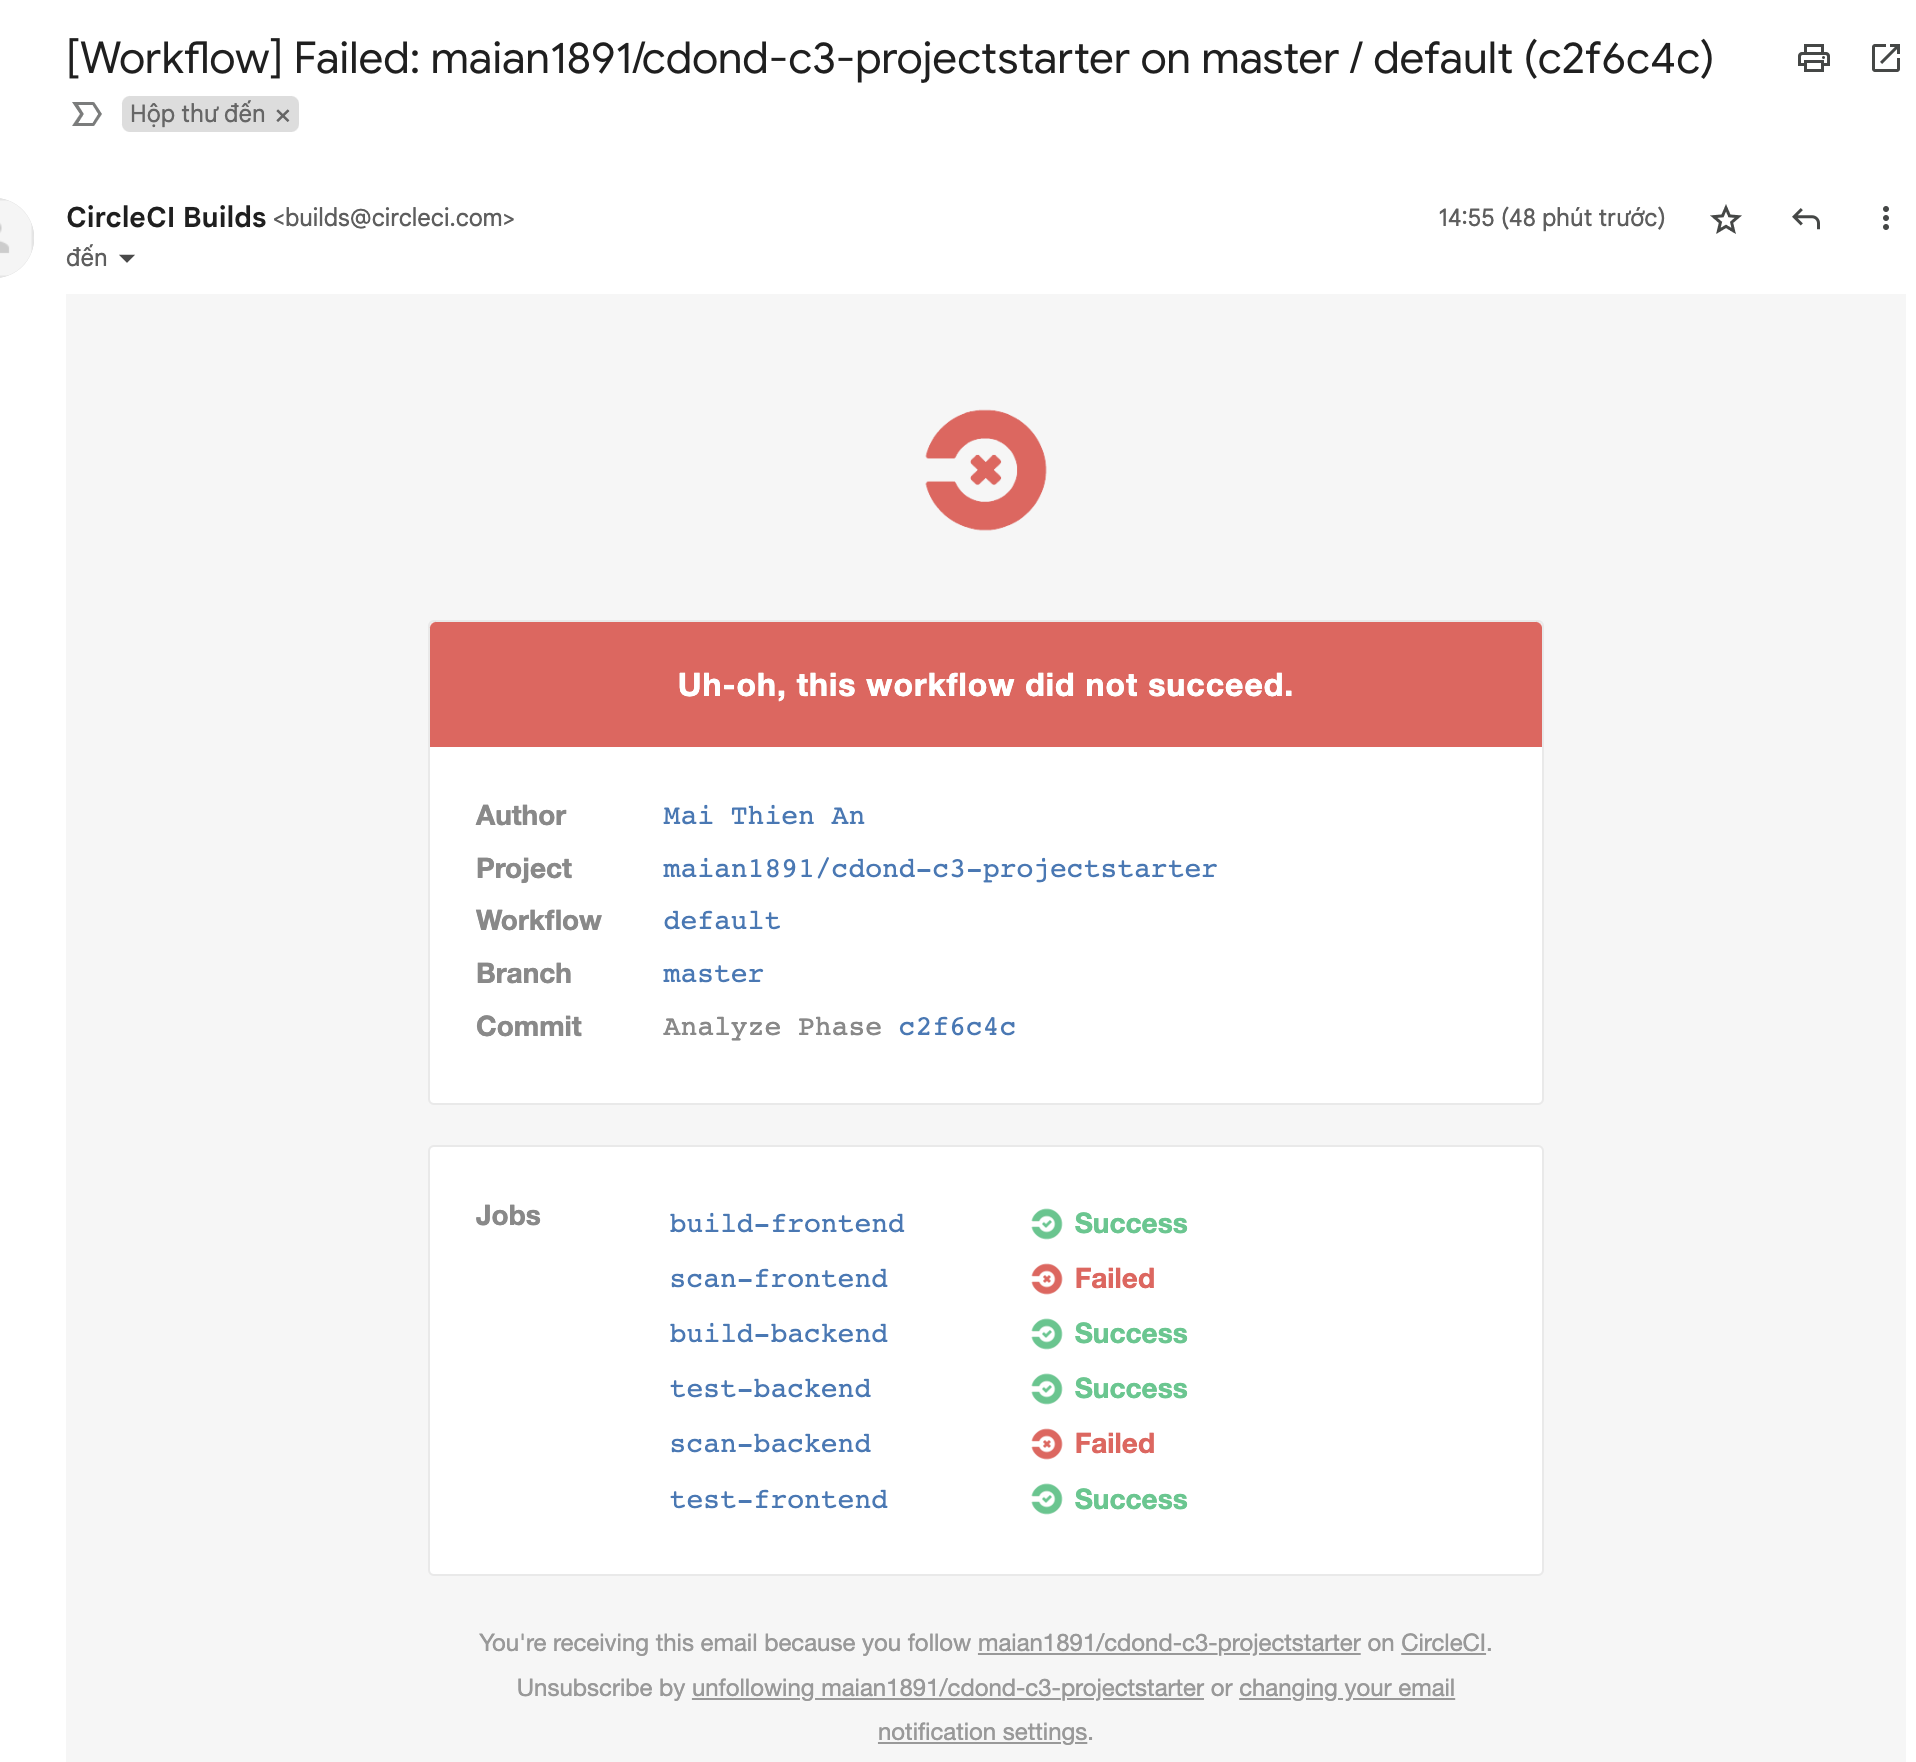 [Workflow] Failed: maian1891/cdond-c3-projectstarter on master / default (c2f6c4c)
Hộp thư đến ×
CircleCI Builds <builds@circleci.com>
14:55 (48 phút trước)
đến
Uh-oh, this workflow did not succeed.
Author Mai Thien An
Project maian1891/cdond-c3-projectstarter
Workflow default
Branch master
Commit Analyze Phase c2f6c4c
Jobs
build-frontend Success
scan-frontend Failed
build-backend Success
test-backend Success
scan-backend Failed
test-frontend Success
You're receiving this email because you follow maian1891/cdond-c3-projectstarter on CircleCI.
Unsubscribe by unfollowing maian1891/cdond-c3-projectstarter or changing your email
notification settings.